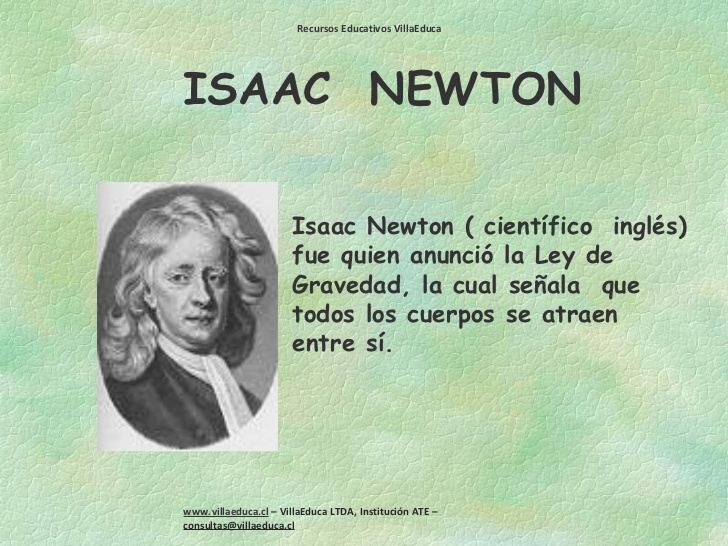 Recursos Educativos VillaEduca
ISAAC NEWTON
Isaac Newton ( científico inglés)
fue quien anunció la Ley de
Gravedad, la cual señala que
todos los cuerpos se atraen
entre sí.
www.villaeduca.cl – VillaEduca LTDA, Institución ATE –
consultas@villaeduca.cl